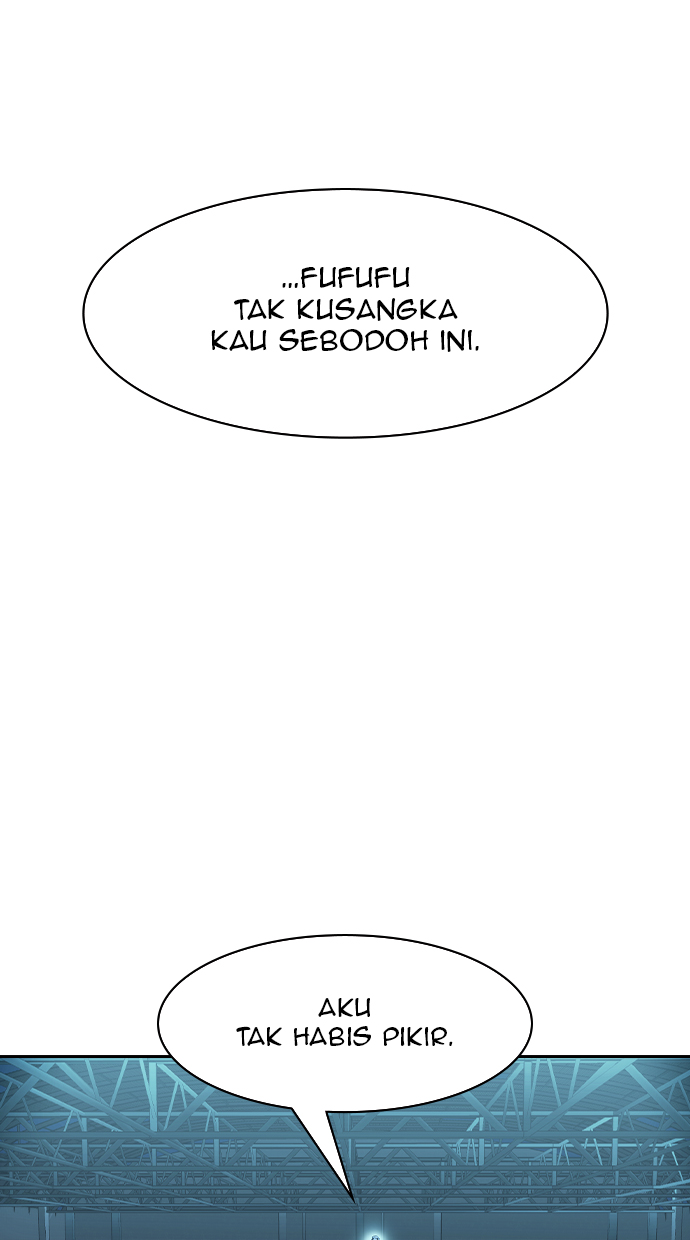 ...FUFUFU
TAK KUSANGKA
KAU SEBODOH INI.
AKU
TAK HABIS PIKIR.